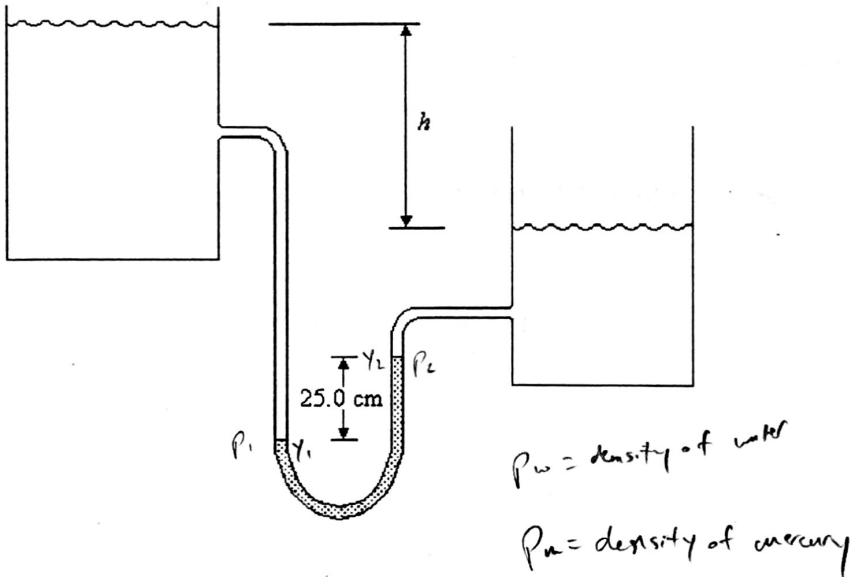 h
Y₂ P₂
25.0 cm
P₁ Y₁
ρw = density of water
ρm = density of mercury